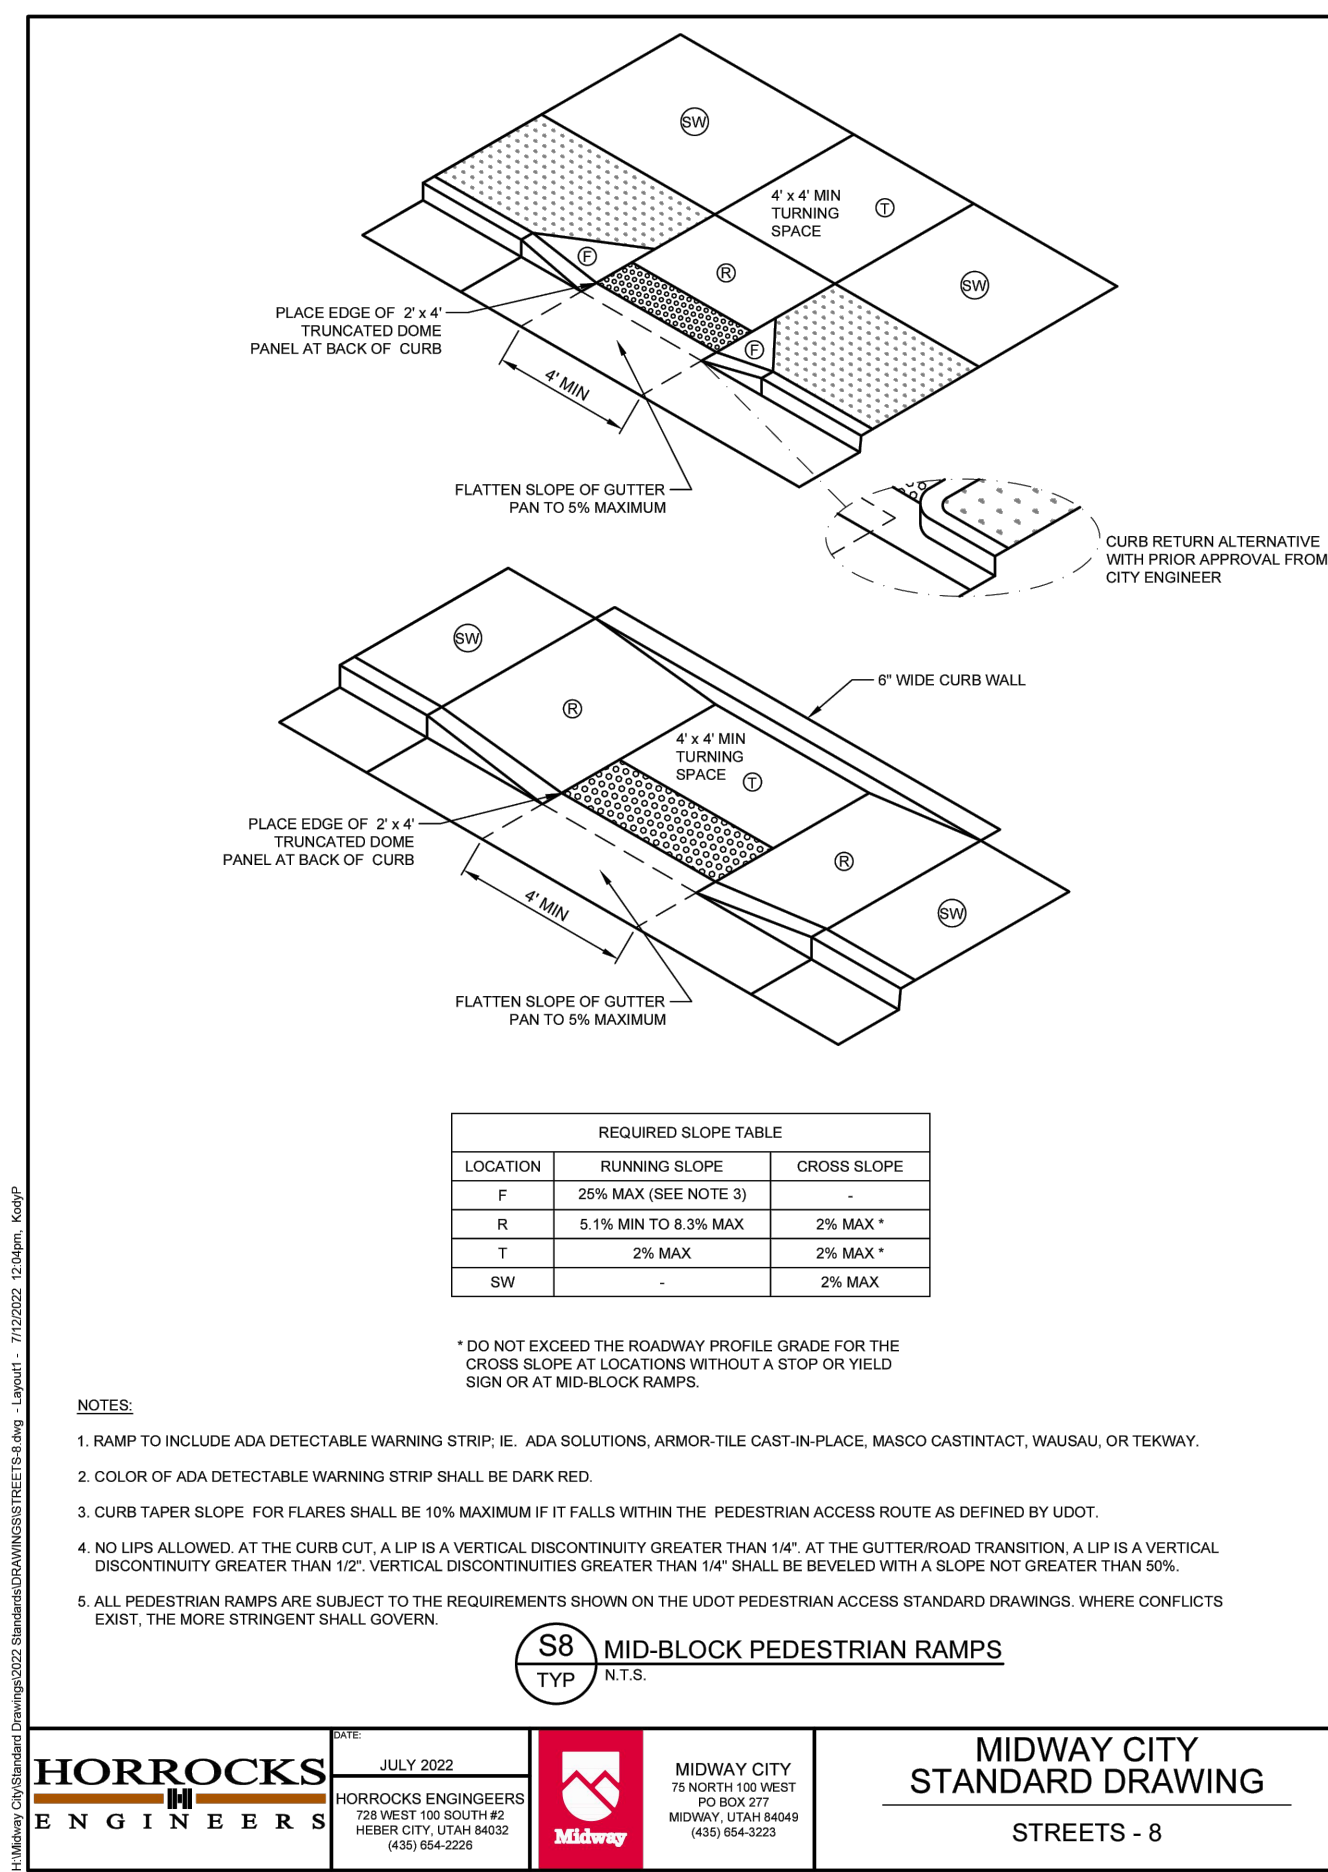 SW
4' x 4' MIN
TURNING
SPACE
T
F
R
SW
PLACE EDGE OF 2' x 4'
TRUNCATED DOME
PANEL AT BACK OF CURB
F
4' MIN
FLATTEN SLOPE OF GUTTER
PAN TO 5% MAXIMUM
CURB RETURN ALTERNATIVE
WITH PRIOR APPROVAL FROM
CITY ENGINEER
SW
6" WIDE CURB WALL
R
4' x 4' MIN
TURNING
SPACE
T
PLACE EDGE OF 2' x 4'
TRUNCATED DOME
PANEL AT BACK OF CURB
R
4' MIN
SW
FLATTEN SLOPE OF GUTTER
PAN TO 5% MAXIMUM
REQUIRED SLOPE TABLE
LOCATION RUNNING SLOPE CROSS SLOPE
F 25% MAX (SEE NOTE 3) -
R 5.1% MIN TO 8.3% MAX 2% MAX *
T 2% MAX 2% MAX *
SW - 2% MAX
* DO NOT EXCEED THE ROADWAY PROFILE GRADE FOR THE
CROSS SLOPE AT LOCATIONS WITHOUT A STOP OR YIELD
SIGN OR AT MID-BLOCK RAMPS.
NOTES:
1. RAMP TO INCLUDE ADA DETECTABLE WARNING STRIP; IE. ADA SOLUTIONS, ARMOR-TILE CAST-IN-PLACE, MASCO CASTINTACT, WAUSAU, OR TEKWAY.
2. COLOR OF ADA DETECTABLE WARNING STRIP SHALL BE DARK RED.
3. CURB TAPER SLOPE FOR FLARES SHALL BE 10% MAXIMUM IF IT FALLS WITHIN THE PEDESTRIAN ACCESS ROUTE AS DEFINED BY UDOT.
4. NO LIPS ALLOWED. AT THE CURB CUT, A LIP IS A VERTICAL DISCONTINUITY GREATER THAN 1/4". AT THE GUTTER/ROAD TRANSITION, A LIP IS A VERTICAL
DISCONTINUITY GREATER THAN 1/2". VERTICAL DISCONTINUITIES GREATER THAN 1/4" SHALL BE BEVELED WITH A SLOPE NOT GREATER THAN 50%.
5. ALL PEDESTRIAN RAMPS ARE SUBJECT TO THE REQUIREMENTS SHOWN ON THE UDOT PEDESTRIAN ACCESS STANDARD DRAWINGS. WHERE CONFLICTS
EXIST, THE MORE STRINGENT SHALL GOVERN.
S8
TYP
MID-BLOCK PEDESTRIAN RAMPS
N.T.S.
H:\Midway City\Standard Drawings\2022 Standards\DRAWINGS\STREETS-8.dwg - Layout1 - 7/12/2022 12:04pm, KodyP
HORROCKS
ENGINEERS
DATE:
JULY 2022
HORROCKS ENGINGEERS
728 WEST 100 SOUTH #2
HEBER CITY, UTAH 84032
(435) 654-2226
Midway
MIDWAY CITY
75 NORTH 100 WEST
PO BOX 277
MIDWAY, UTAH 84049
(435) 654-3223
MIDWAY CITY
STANDARD DRAWING
STREETS - 8